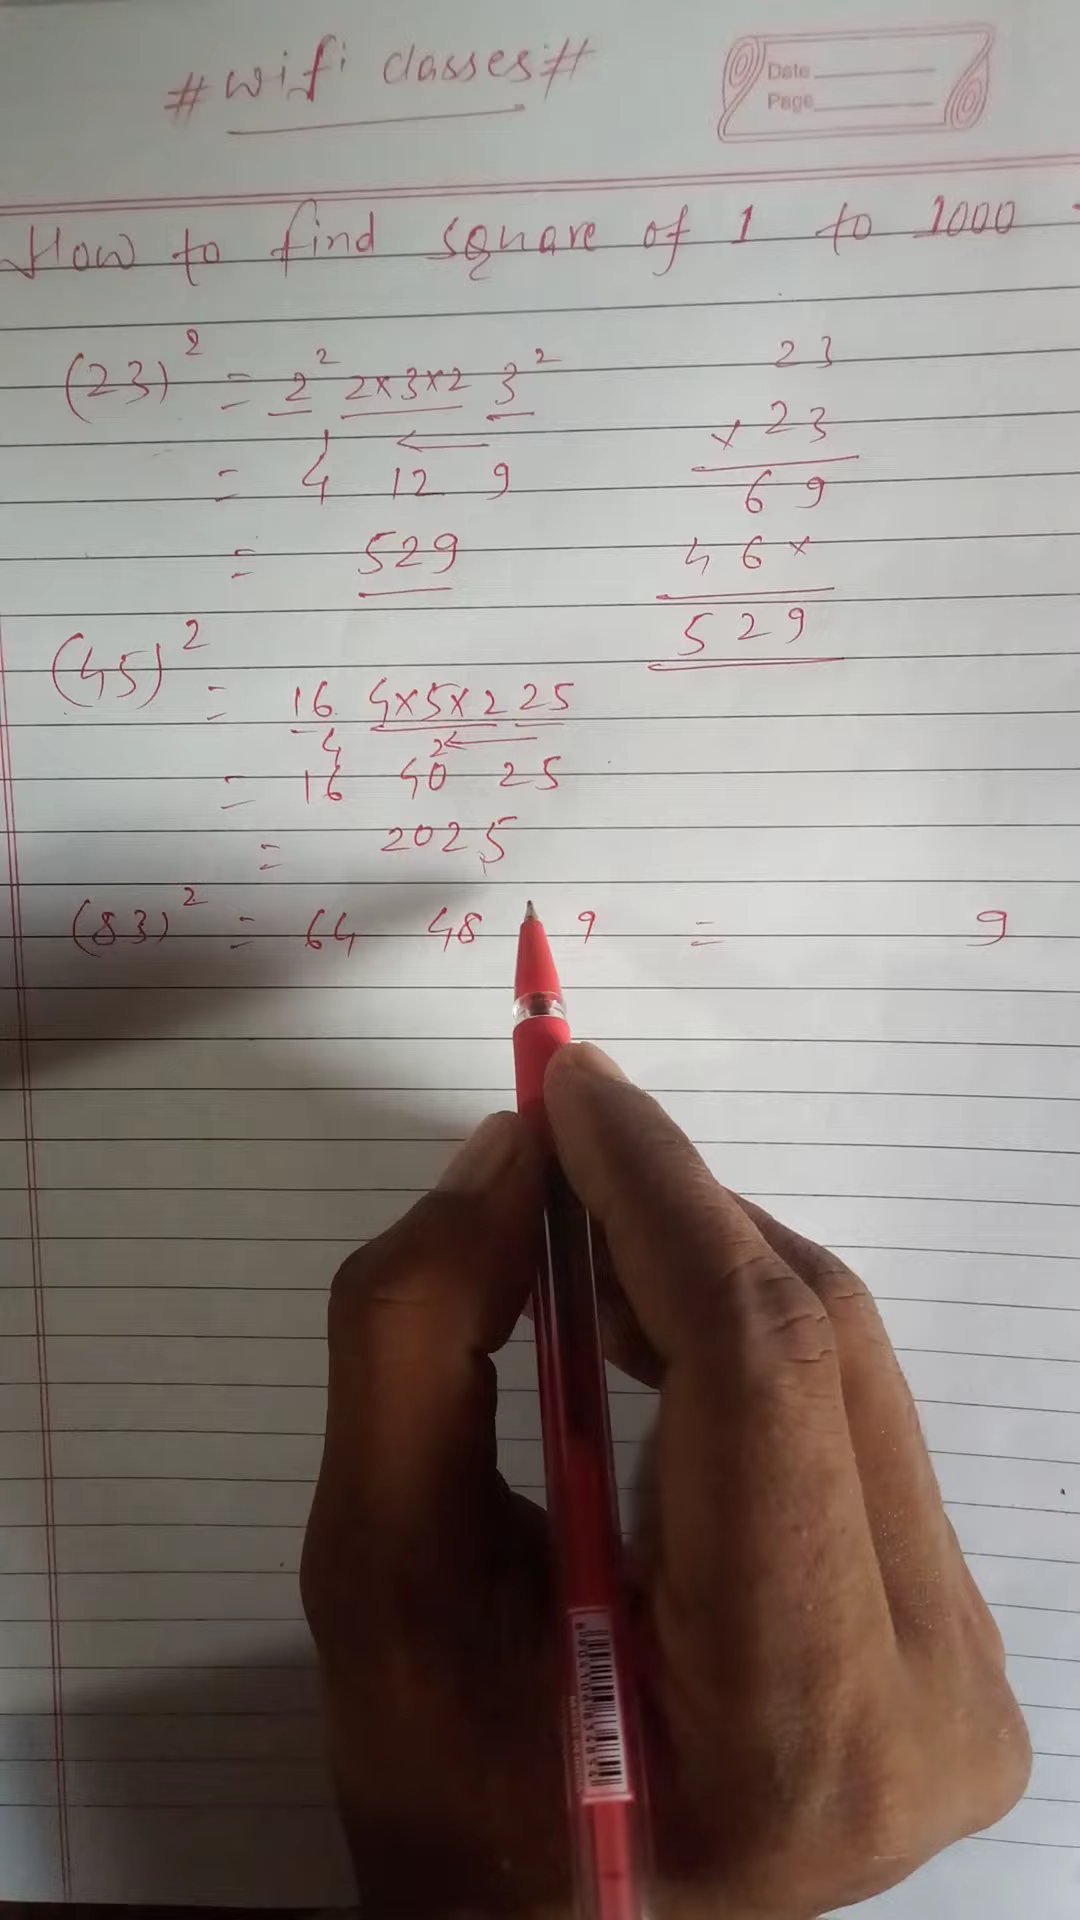 #wifi classes#
Date
Page
How to find square of 1 to 1000
(23)² = 2² 2×3×2 3²
= 4 12 9
= 529
23
× 23
69
46×
529
(45)² = 16 4×5×2 25
4 2
= 16 40 25
= 2025
(83)² = 64 48 9 = 9